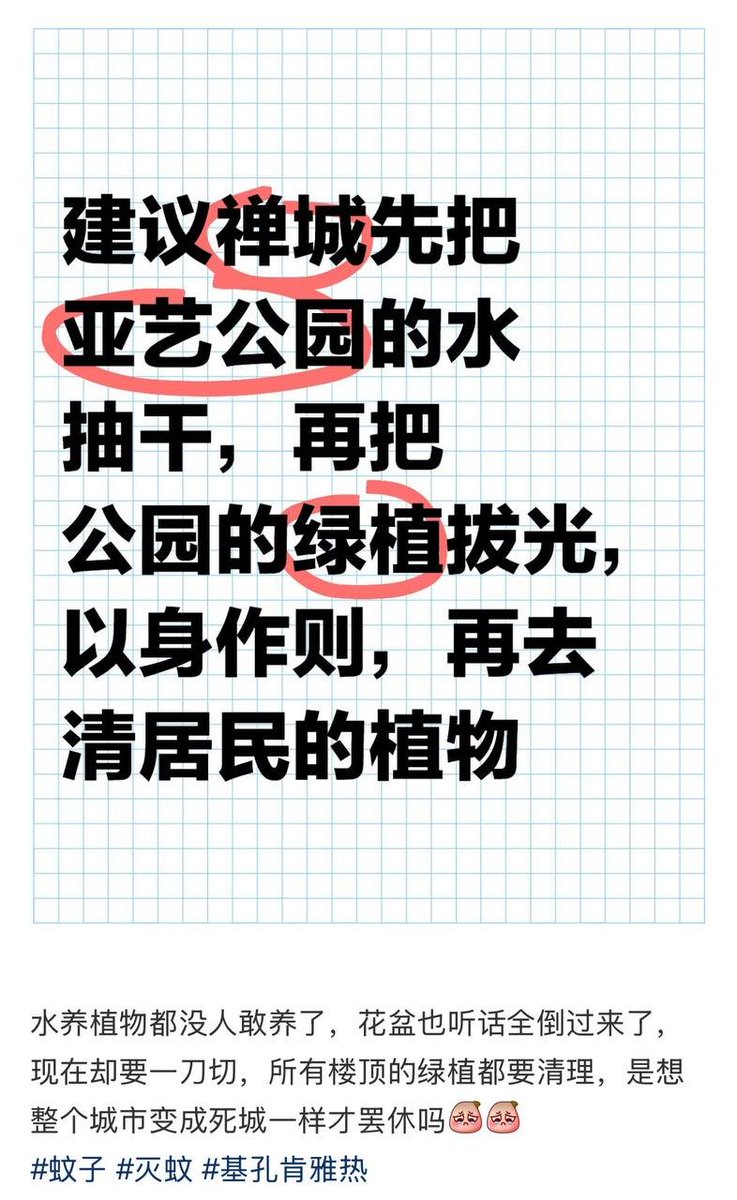 建议禅城先把
亚艺公园的水
抽干，再把
公园的绿植拔光，
以身作则，再去
清居民的植物
水养植物都没人敢养了，花盆也听话全倒过来了，
现在却要一刀切，所有楼顶的绿植都要清理，是想
整个城市变成死城一样才罢休吗
#蚊子 #灭蚊 #基孔肯雅热